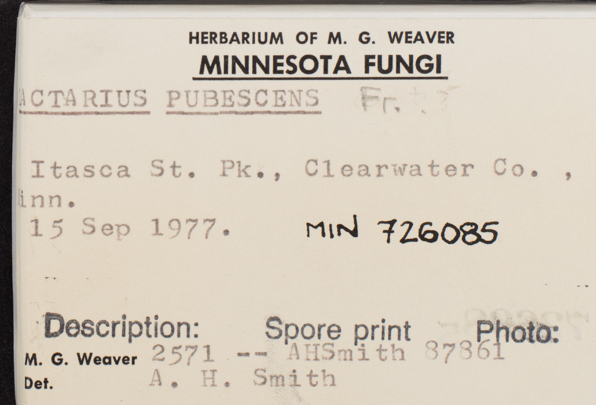 HERBARIUM OF M. G. WEAVER
MINNESOTA FUNGI
ACTARIUS PUBESCENS Fr.
Itasca St. Pk., Clearwater Co. ,
inn.
15 Sep 1977. MIN 726085
Description: Spore print Photo:
M. G. Weaver 2571 -- AHSmith 87861
Det. A. H. Smith